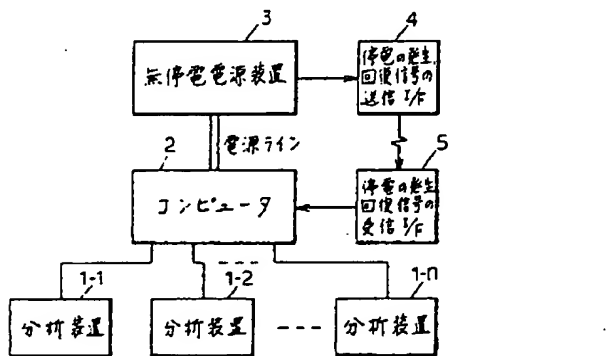 3
無停電電源装置
4
停電の発生
回復信号の
送信 I/F
電源ライン
2
コンピュータ
5
停電の発生
回復信号の
受信 I/F
1-1
分析装置
1-2
分析装置
1-n
分析装置